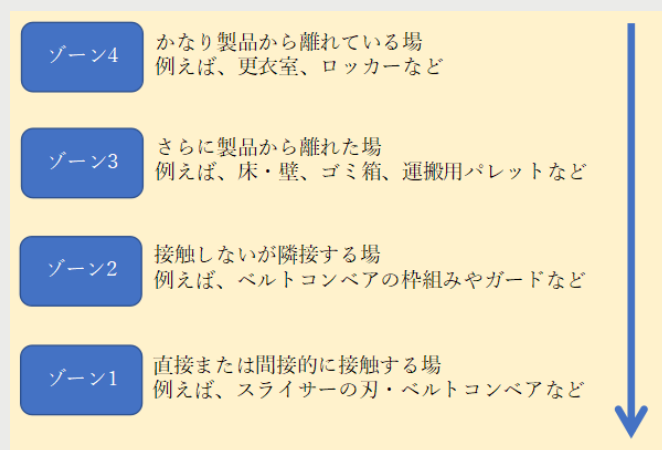 ゾーン4
かなり製品から離れている場
例えば、更衣室、ロッカーなど
ゾーン3
さらに製品から離れた場
例えば、床・壁、ゴミ箱、運搬用パレットなど
ゾーン2
接触しないが隣接する場
例えば、ベルトコンベアの枠組みやガードなど
ゾーン1
直接または間接的に接触する場
例えば、スライサーの刃・ベルトコンベアなど